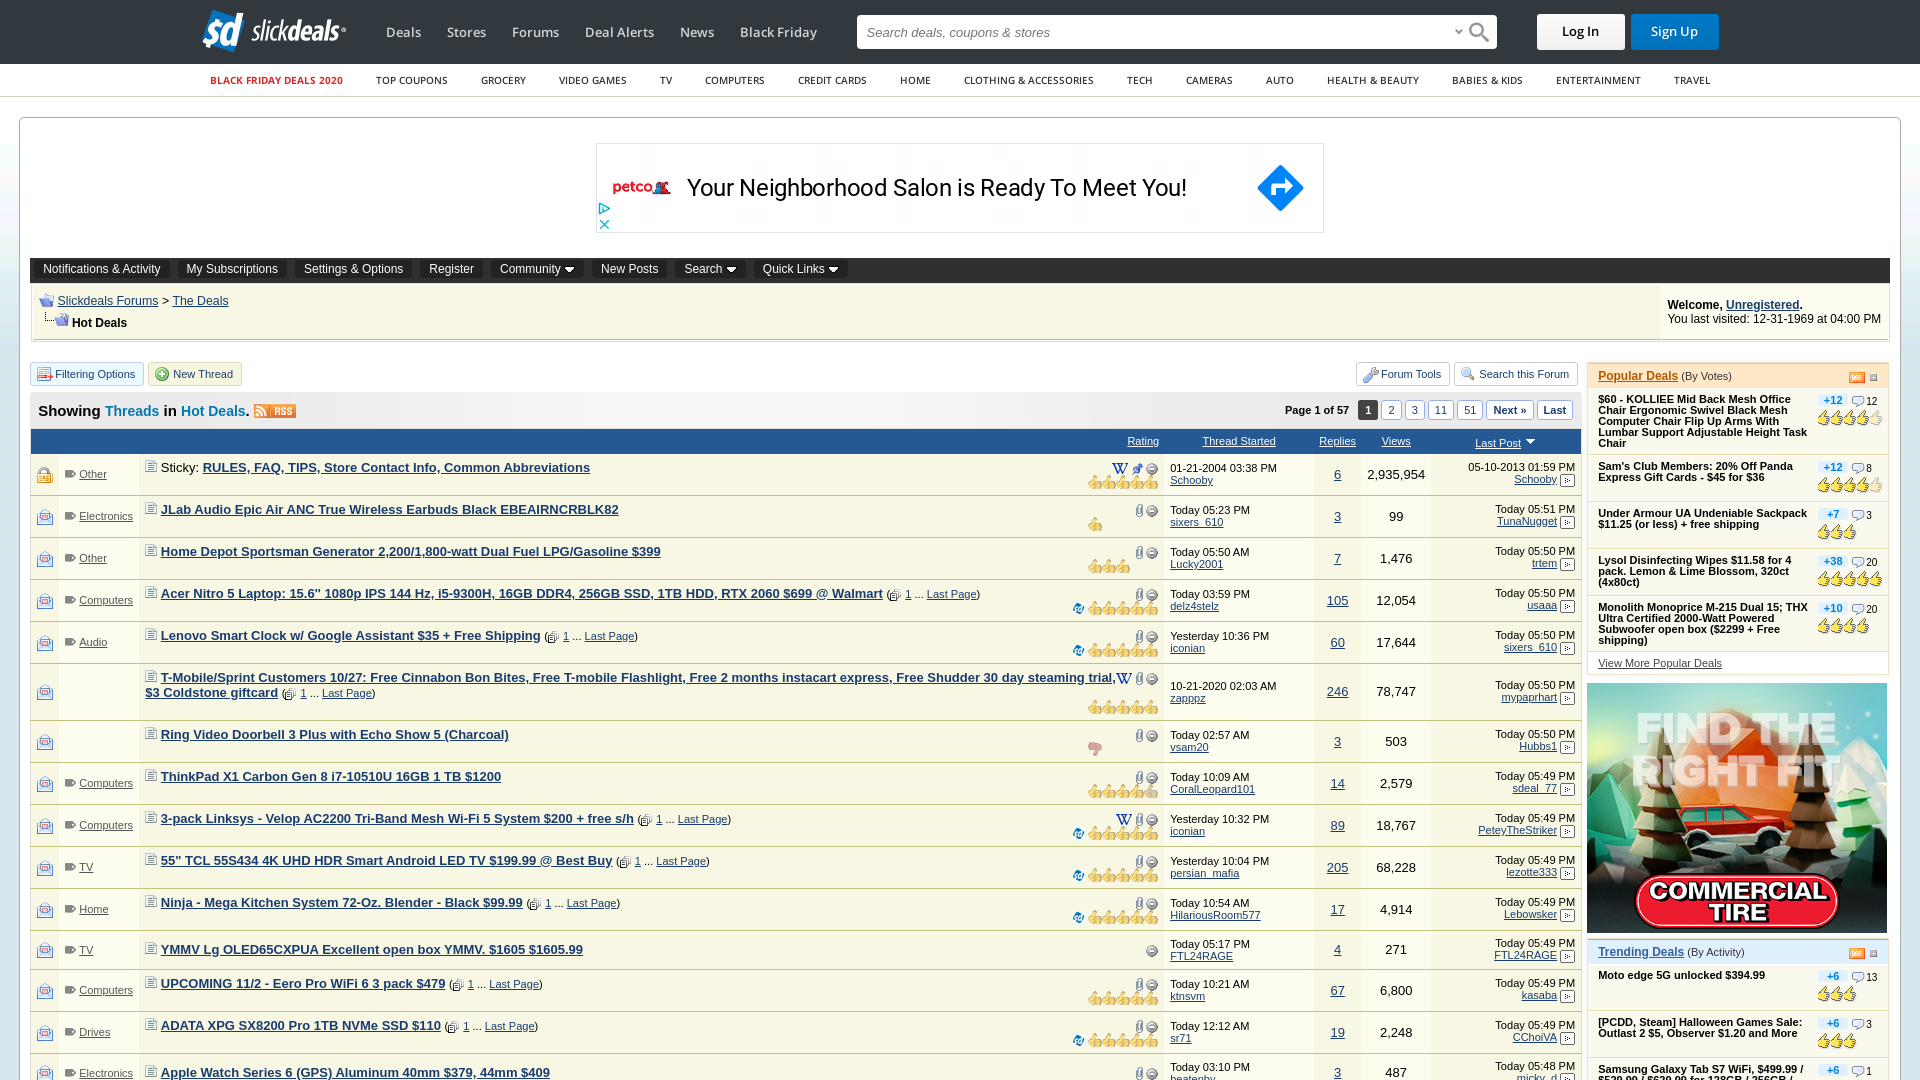 slickdeals
Deals Stores Forums Deal Alerts News Black Friday
Search deals, coupons & stores
Log In Sign Up
BLACK FRIDAY DEALS 2020 TOP COUPONS GROCERY VIDEO GAMES TV COMPUTERS CREDIT CARDS HOME CLOTHING & ACCESSORIES TECH CAMERAS AUTO HEALTH & BEAUTY BABIES & KIDS ENTERTAINMENT TRAVEL
petco Your Neighborhood Salon is Ready To Meet You!
Notifications & Activity My Subscriptions Settings & Options Register Community New Posts Search Quick Links
Slickdeals Forums > The Deals
Hot Deals
Welcome, Unregistered.
You last visited: 12-31-1969 at 04:00 PM
Filtering Options New Thread Forum Tools Search this Forum
Showing Threads in Hot Deals. RSS
Page 1 of 57 1 2 3 11 51 Next » Last
Rating Thread Started Replies Views Last Post
Other Sticky: RULES, FAQ, TIPS, Store Contact Info, Common Abbreviations 01-21-2004 03:38 PM 6 2,935,954 05-10-2013 01:59 PM
Schooby Schooby
Electronics JLab Audio Epic Air ANC True Wireless Earbuds Black EBEAIRNCRBLK82 Today 05:23 PM 3 99 Today 05:51 PM
sixers_610 TunaNugget
Other Home Depot Sportsman Generator 2,200/1,800-watt Dual Fuel LPG/Gasoline $399 Today 05:50 AM 7 1,476 Today 05:50 PM
Lucky2001 trtem
Computers Acer Nitro 5 Laptop: 15.6'' 1080p IPS 144 Hz, i5-9300H, 16GB DDR4, 256GB SSD, 1TB HDD, RTX 2060 $699 @ Walmart ( 1 ... Last Page) Today 03:59 PM 105 12,054 Today 05:50 PM
delz4stelz usaaa
Audio Lenovo Smart Clock w/ Google Assistant $35 + Free Shipping ( 1 ... Last Page) Yesterday 10:36 PM 60 17,644 Today 05:50 PM
iconian sixers_610
T-Mobile/Sprint Customers 10/27: Free Cinnabon Bon Bites, Free T-mobile Flashlight, Free 2 months instacart express, Free Shudder 30 day steaming trial,
$3 Coldstone giftcard ( 1 ... Last Page) 10-21-2020 02:03 AM 246 78,747 Today 05:50 PM
zapppz mypaprhart
Ring Video Doorbell 3 Plus with Echo Show 5 (Charcoal) Today 02:57 AM 3 503 Today 05:50 PM
vsam20 Hubbs1
Computers ThinkPad X1 Carbon Gen 8 i7-10510U 16GB 1 TB $1200 Today 10:09 AM 14 2,579 Today 05:49 PM
CoralLeopard101 sdeal_77
Computers 3-pack Linksys - Velop AC2200 Tri-Band Mesh Wi-Fi 5 System $200 + free s/h ( 1 ... Last Page) Yesterday 10:32 PM 89 18,767 Today 05:49 PM
iconian PeteyTheStriker
TV 55" TCL 55S434 4K UHD HDR Smart Android LED TV $199.99 @ Best Buy ( 1 ... Last Page) Yesterday 10:04 PM 205 68,228 Today 05:49 PM
persian_mafia lezotte333
Home Ninja - Mega Kitchen System 72-Oz. Blender - Black $99.99 ( 1 ... Last Page) Today 10:54 AM 17 4,914 Today 05:49 PM
HilariousRoom577 Lebowsker
TV YMMV Lg OLED65CXPUA Excellent open box YMMV. $1605 $1605.99 Today 05:17 PM 4 271 Today 05:49 PM
FTL24RAGE FTL24RAGE
Computers UPCOMING 11/2 - Eero Pro WiFi 6 3 pack $479 ( 1 ... Last Page) Today 10:21 AM 67 6,800 Today 05:49 PM
ktnsvm kasaba
Drives ADATA XPG SX8200 Pro 1TB NVMe SSD $110 ( 1 ... Last Page) Today 12:12 AM 19 2,248 Today 05:49 PM
sr71 CChoiVA
Electronics Apple Watch Series 6 (GPS) Aluminum 40mm $379, 44mm $409 Today 03:10 PM 3 487 Today 05:48 PM
beatenby micky_d
Popular Deals (By Votes) RSS
$60 - KOLLIEE Mid Back Mesh Office +12 12
Chair Ergonomic Swivel Black Mesh
Computer Chair Flip Up Arms With
Lumbar Support Adjustable Height Task
Chair
Sam's Club Members: 20% Off Panda +12 8
Express Gift Cards - $45 for $36
Under Armour UA Undeniable Sackpack +7 3
$11.25 (or less) + free shipping
Lysol Disinfecting Wipes $11.58 for 4 +38 20
pack. Lemon & Lime Blossom, 320ct
(4x80ct)
Monolith Monoprice M-215 Dual 15; THX +10 20
Ultra Certified 2000-Watt Powered
Subwoofer open box ($2299 + Free
shipping)
View More Popular Deals
FIND THE
RIGHT FIT
COMMERCIAL
TIRE
Trending Deals (By Activity) RSS
Moto edge 5G unlocked $394.99 +6 13
[PCDD, Steam] Halloween Games Sale: +6 3
Outlast 2 $5, Observer $1.20 and More
Samsung Galaxy Tab S7 WiFi, $499.99 / +6 1
$529.99 / $629.99 for 128GB / 256GB /